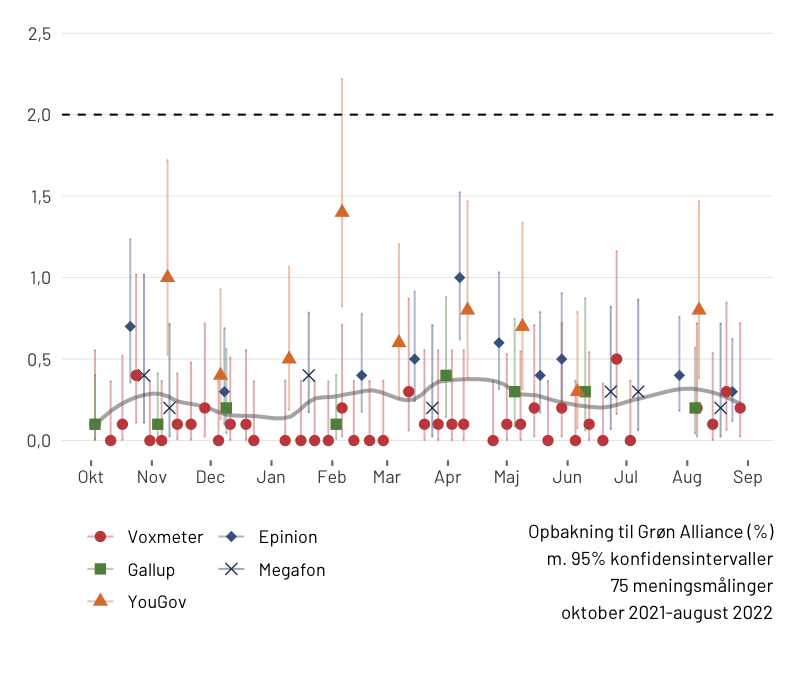 2,5
2,0
1,5
1,0
0,5
0,0
Okt Nov Dec Jan Feb Mar Apr Maj Jun Jul Aug Sep
Voxmeter Epinion
Gallup Megafon
YouGov
Opbakning til Grøn Alliance (%)
m. 95% konfidensintervaller
75 meningsmålinger
oktober 2021-august 2022